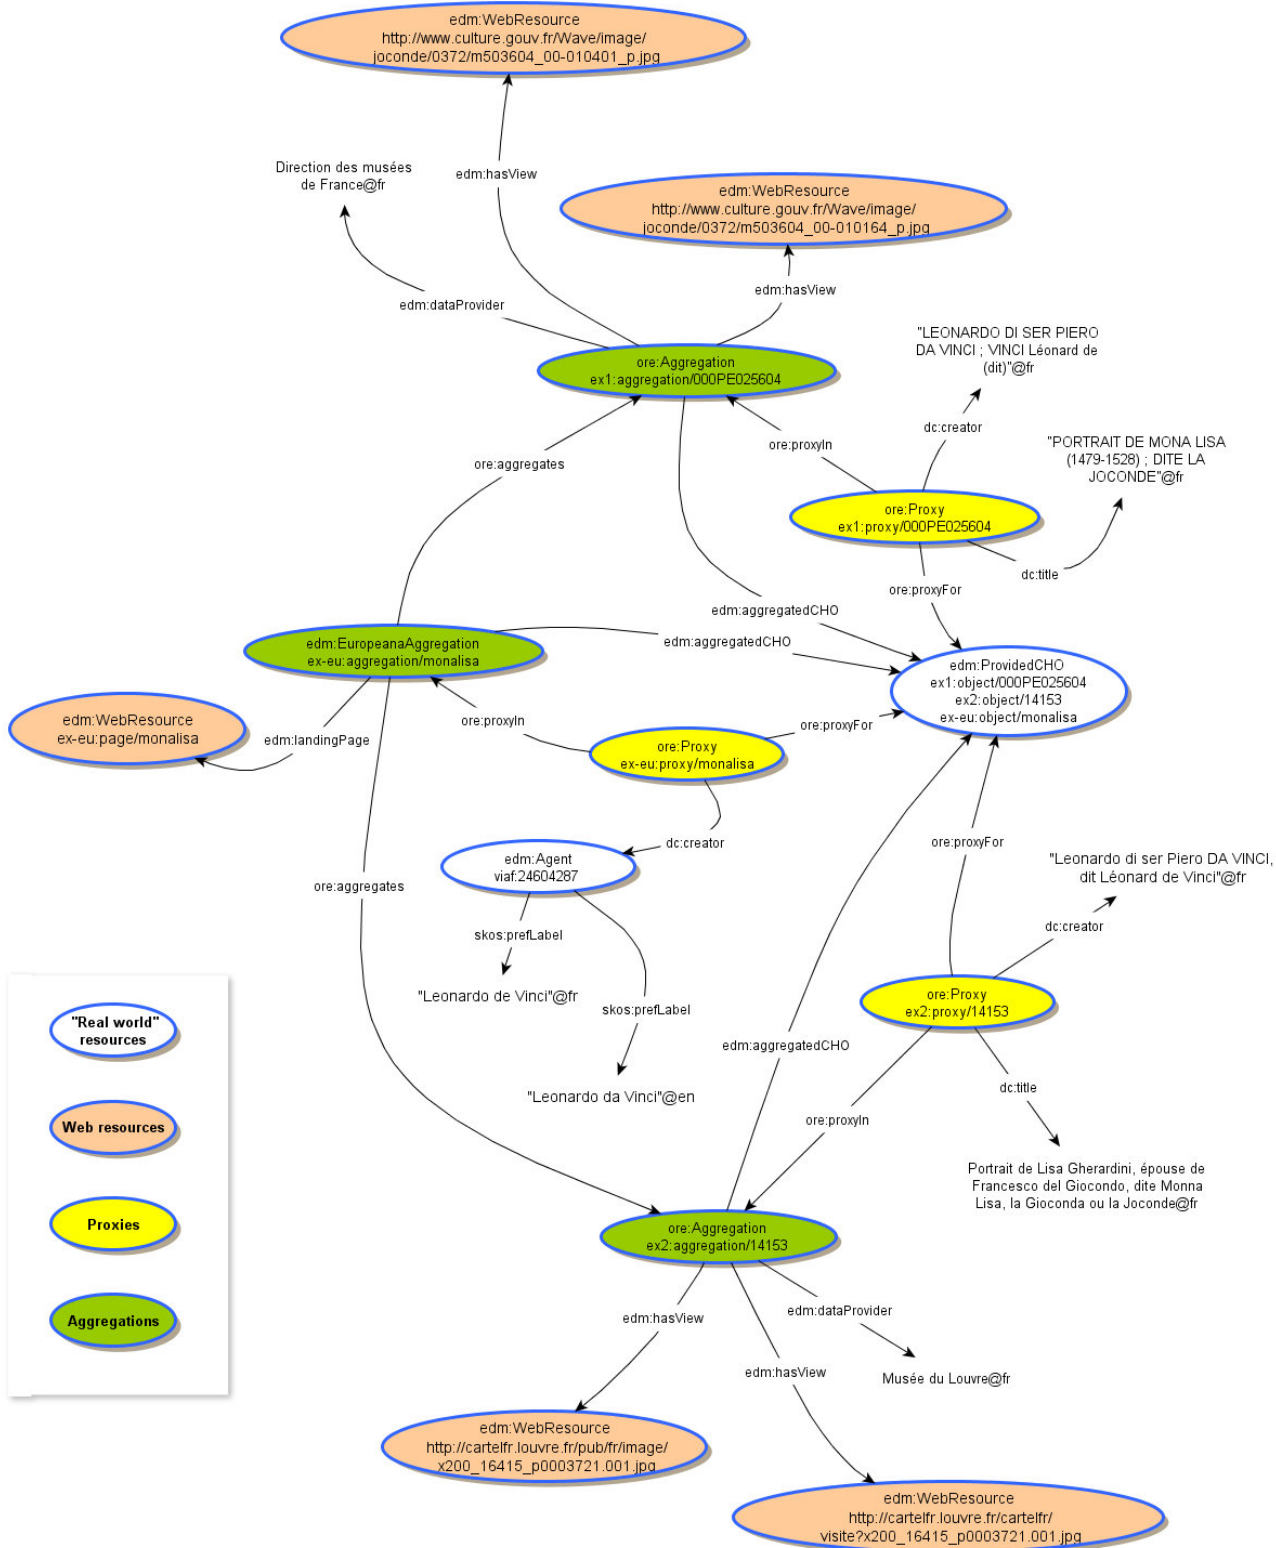 edm:WebResource
http://www.culture.gouv.fr/Wave/image/
joconde/0372/m503604_00-010401_p.jpg
Direction des musées
de France@fr
edm:hasView
edm:WebResource
http://www.culture.gouv.fr/Wave/image/
joconde/0372/m503604_00-010164_p.jpg
edm:dataProvider
edm:hasView
"LEONARDO DI SER PIERO
DA VINCI ; VINCI Léonard de
(dit)"@fr
ore:Aggregation
ex1:aggregation/000PE025604
dc:creator
ore:proxyIn
"PORTRAIT DE MONA LISA
(1479-1528) ; DITE LA
JOCONDE"@fr
ore:aggregates
ore:Proxy
ex1:proxy/000PE025604
dc:title
ore:proxyFor
edm:aggregatedCHO
edm:EuropeanaAggregation
ex-eu:aggregation/monalisa
edm:aggregatedCHO
edm:ProvidedCHO
ex1:object/000PE025604
ex2:object/14153
ex-eu:object/monalisa
edm:WebResource
ex-eu:page/monalisa
edm:landingPage
ore:proxyIn
ore:proxyFor
ore:Proxy
ex-eu:proxy/monalisa
dc:creator
edm:Agent
viaf:24604287
ore:proxyFor
"Leonardo di ser Piero DA VINCI,
dit Léonard de Vinci"@fr
ore:aggregates
skos:prefLabel
dc:creator
"Leonardo de Vinci"@fr
ore:Proxy
ex2:proxy/14153
skos:prefLabel
"Real world"
resources
edm:aggregatedCHO
dc:title
"Leonardo da Vinci"@en
ore:proxyIn
Web resources
Portrait de Lisa Gherardini, épouse de
Francesco del Giocondo, dite Monna
Lisa, la Gioconda ou la Joconde@fr
Proxies
ore:Aggregation
ex2:aggregation/14153
Aggregations
edm:hasView
edm:dataProvider
edm:hasView
Musée du Louvre@fr
edm:WebResource
http://cartelfr.louvre.fr/pub/fr/image/
x200_16415_p0003721.001.jpg
edm:WebResource
http://cartelfr.louvre.fr/cartelfr/
visite?x200_16415_p0003721.001.jpg